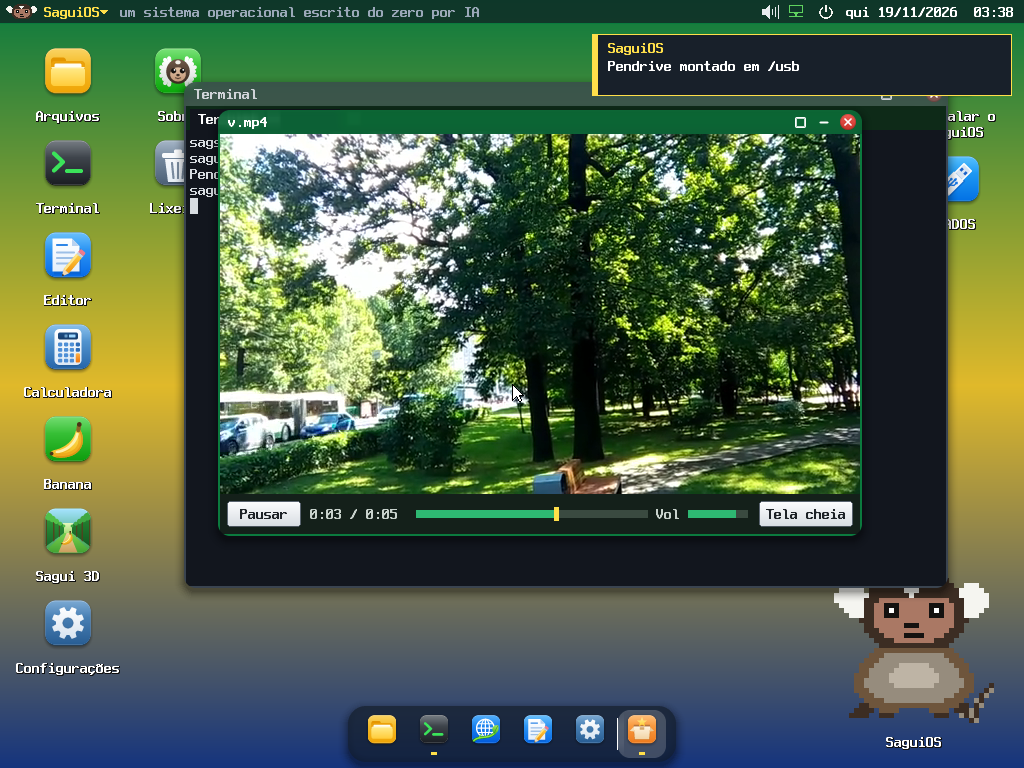 SaguiOS
um sistema operacional escrito do zero por IA
qui 19/11/2026
03:38
SaguiOS
Pendrive montado em /usb
Arquivos
Terminal
Editor
Calculadora
Banana
Sagui 3D
Configurações
Terminal
v.mp4
Pausar
0:03 / 0:05
Vol
Tela cheia
SaguiOS